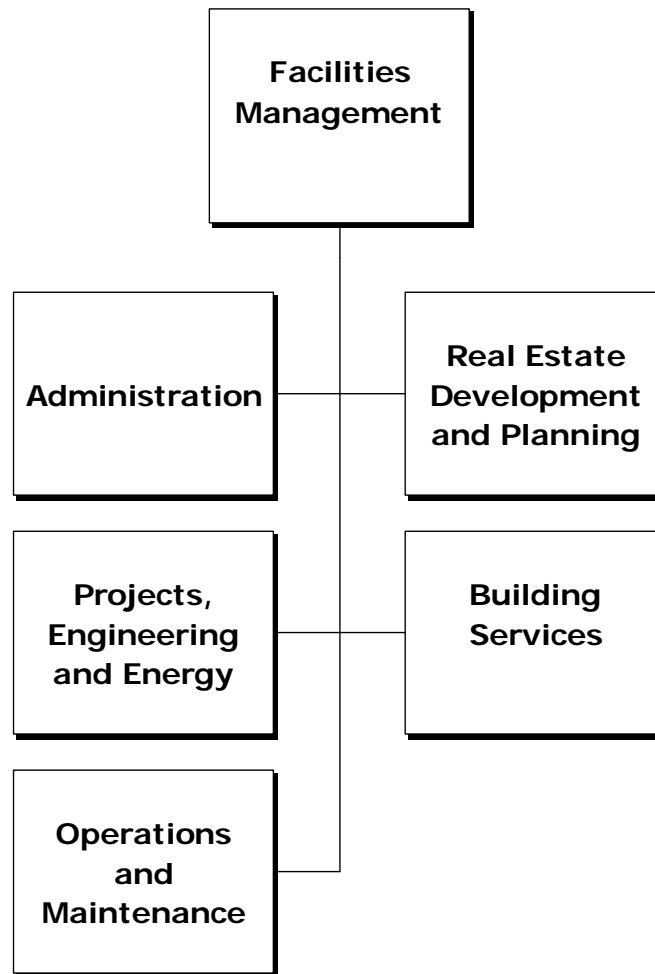 Facilities
Management
Administration
Real Estate
Development
and Planning
Projects,
Engineering
and Energy
Building
Services
Operations
and
Maintenance